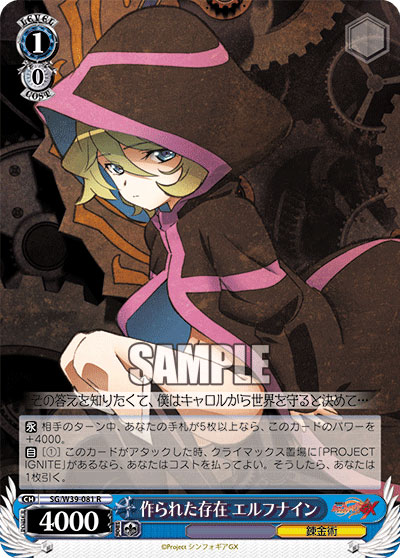 LEVEL
1
0
COST
SAMPLE
その答えを知りたくて、僕はキャロルから世界を守ると決めて…
永 相手のターン中、あなたの手札が5枚以上なら、このカードのパワーを
+4000。
自 [(1)] このカードがアタックした時、クライマックス置場に「PROJECT
IGNITE」があるなら、あなたはコストを払ってよい。そうしたら、あなたは
1枚引く。
CH
SG/W39-081 R
4000
作られた存在 エルフナイン
GX
錬金術
©Project シンフォギアGX